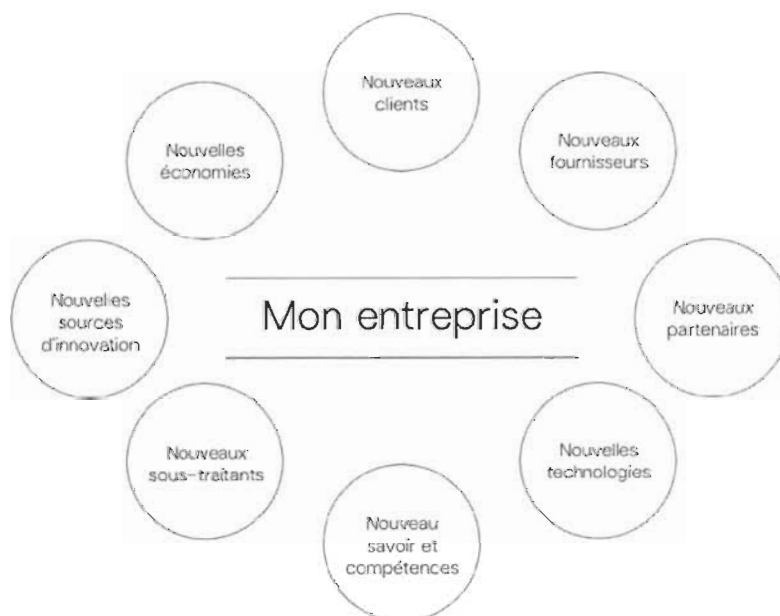 Nouveaux
clients
Nouveaux
fournisseurs
Nouveaux
partenaires
Nouvelles
technologies
Nouveau
savoir et
compétences
Nouveaux
sous-traitants
Nouvelles
sources
d'innovation
Nouvelles
économies
Mon entreprise